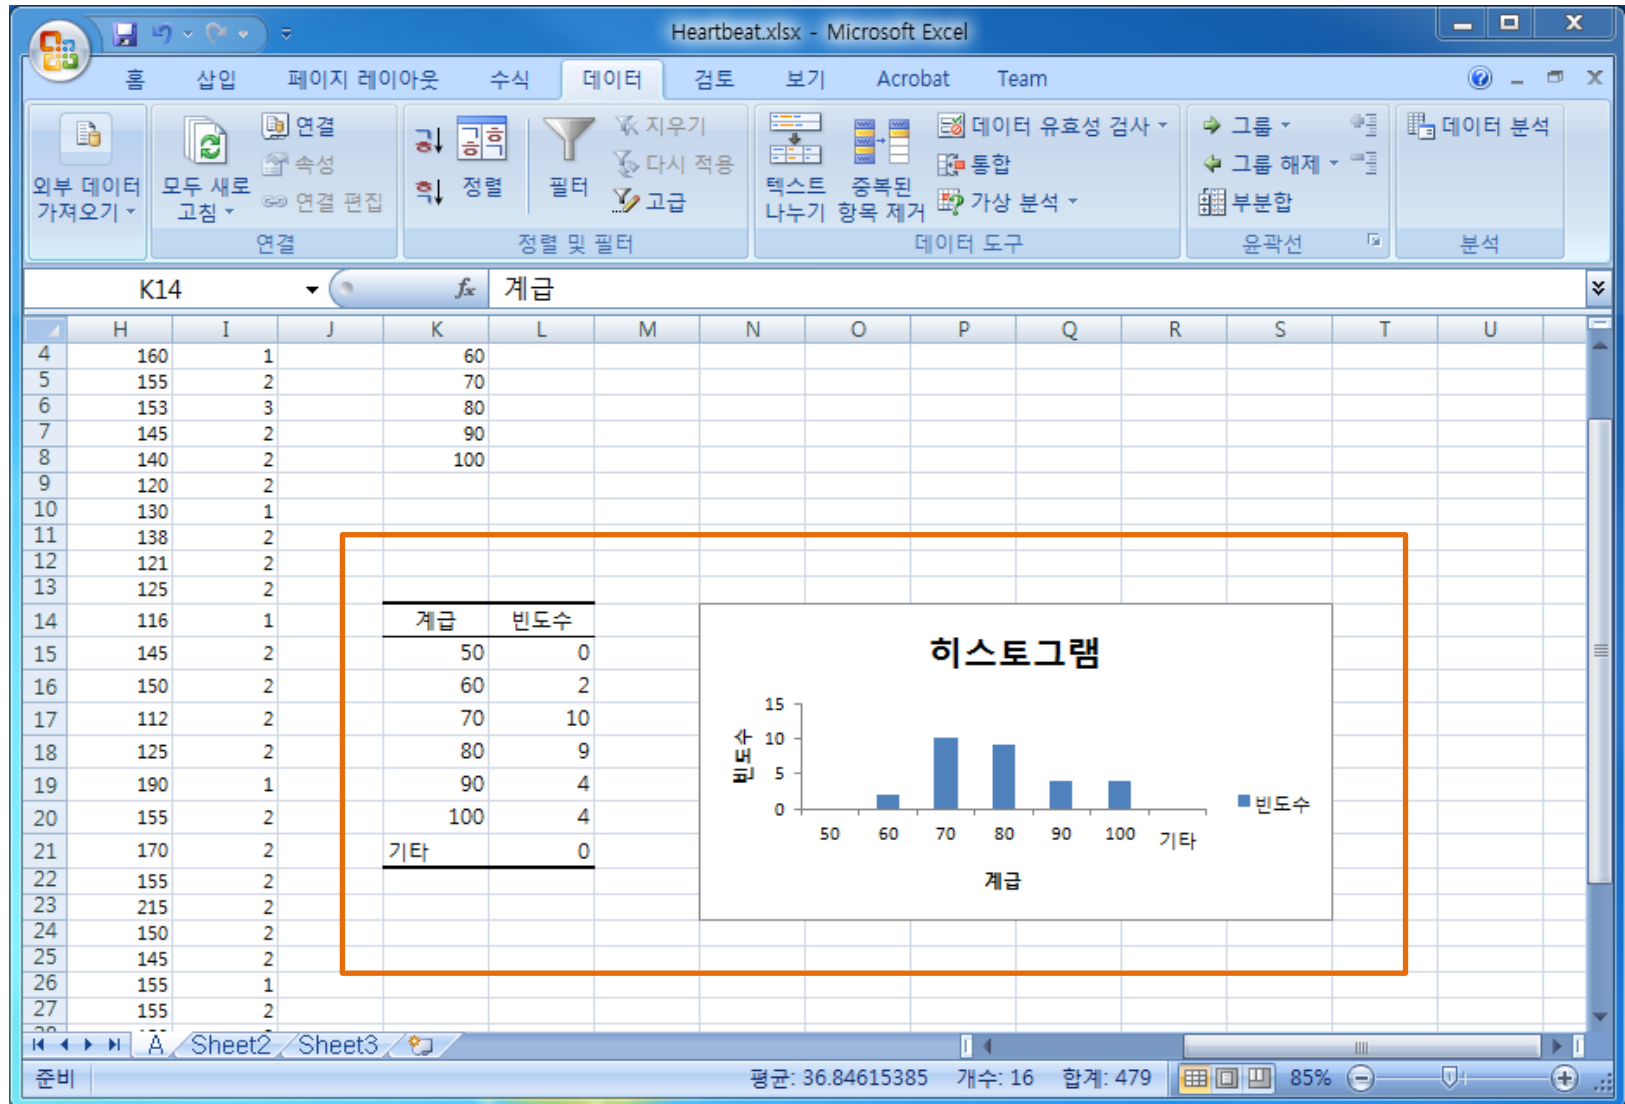 Heartbeat.xlsx - Microsoft Excel
홈 삽입 페이지 레이아웃 수식 데이터 검토 보기 Acrobat Team
외부 데이터
가져오기
모두 새로
고침
연결
속성
연결 편집
연결
정렬
필터
지우기
다시 적용
고급
정렬 및 필터
텍스트
나누기
중복된
항목 제거
데이터 유효성 검사
통합
가상 분석
데이터 도구
그룹
그룹 해제
부분합
윤곽선
데이터 분석
분석
K14 fx 계급
H I J K L M N O P Q R S T U
4 160 1 60
5 155 2 70
6 153 3 80
7 145 2 90
8 140 2 100
9 120 2
10 130 1
11 138 2
12 121 2
13 125 2
14 116 1 계급 빈도수
15 145 2 50 0
16 150 2 60 2
17 112 2 70 10
18 125 2 80 9
19 190 1 90 4
20 155 2 100 4
21 170 2 기타 0
22 155 2
23 215 2
24 150 2
25 145 2
26 155 1
27 155 2
히스토그램
빈도수
15
10
5
0
50 60 70 80 90 100 기타
계급
빈도수
A Sheet2 Sheet3
준비 평균: 36.84615385 개수: 16 합계: 479 85%